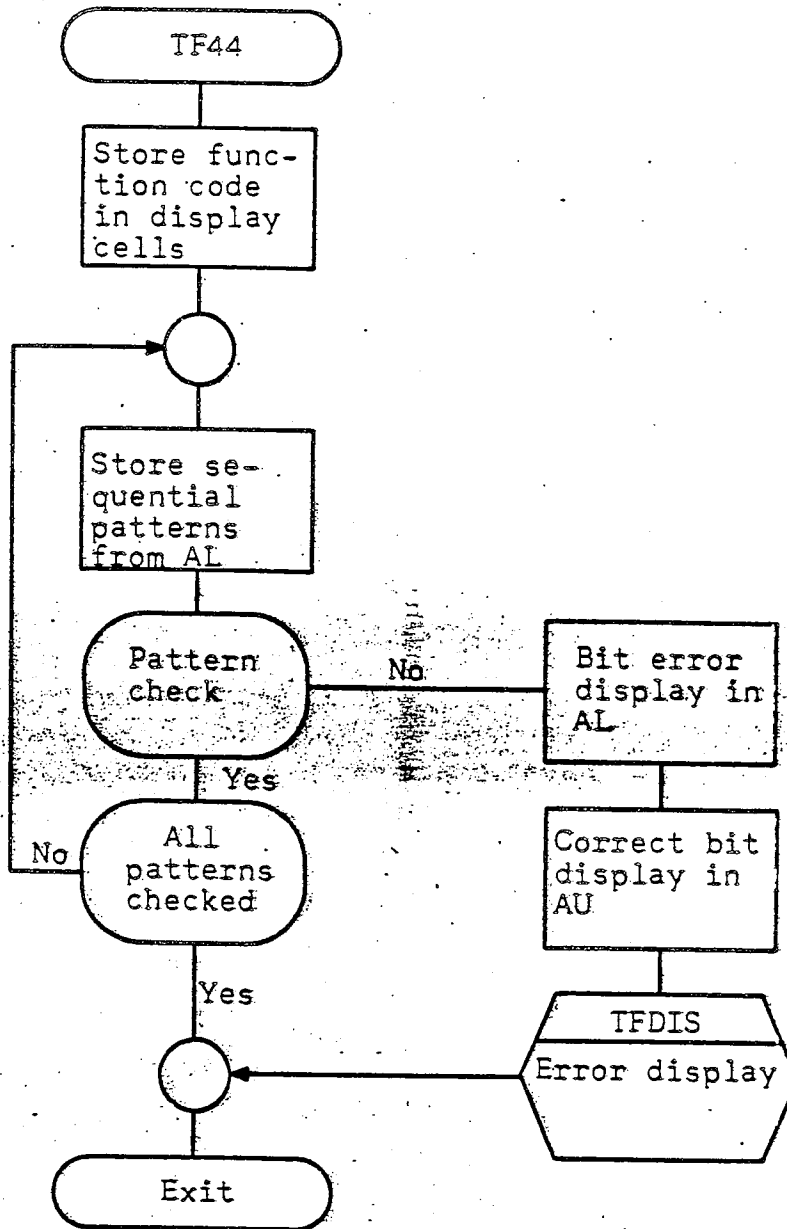 TF44
Store func-
tion code
in display
cells
Store se-
quential
patterns
from AL
Pattern
check
No
Bit error
display in
AL
Yes
All
patterns
checked
No
Correct bit
display in
AU
Yes
TFDIS
Error display
Exit